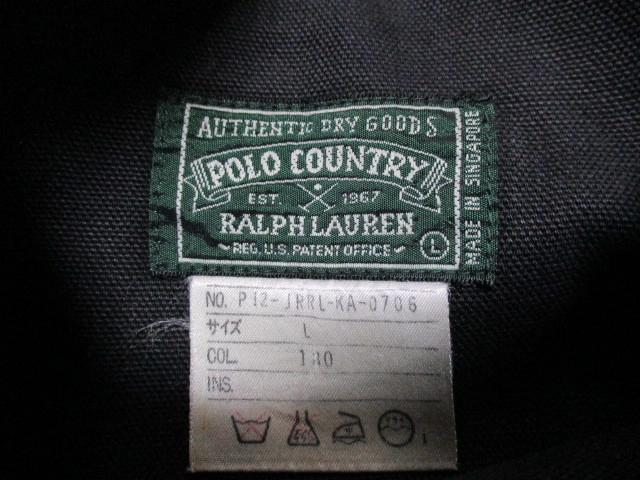 AUTHENTIC DRY GOODS
POLO COUNTRY
EST. 1967
RALPH LAUREN
REG. U.S. PATENT OFFICE
L
MADE IN SINGAPORE
NO. P12-JRRL-KA-0706
サイズ L
COL. 180
INS.